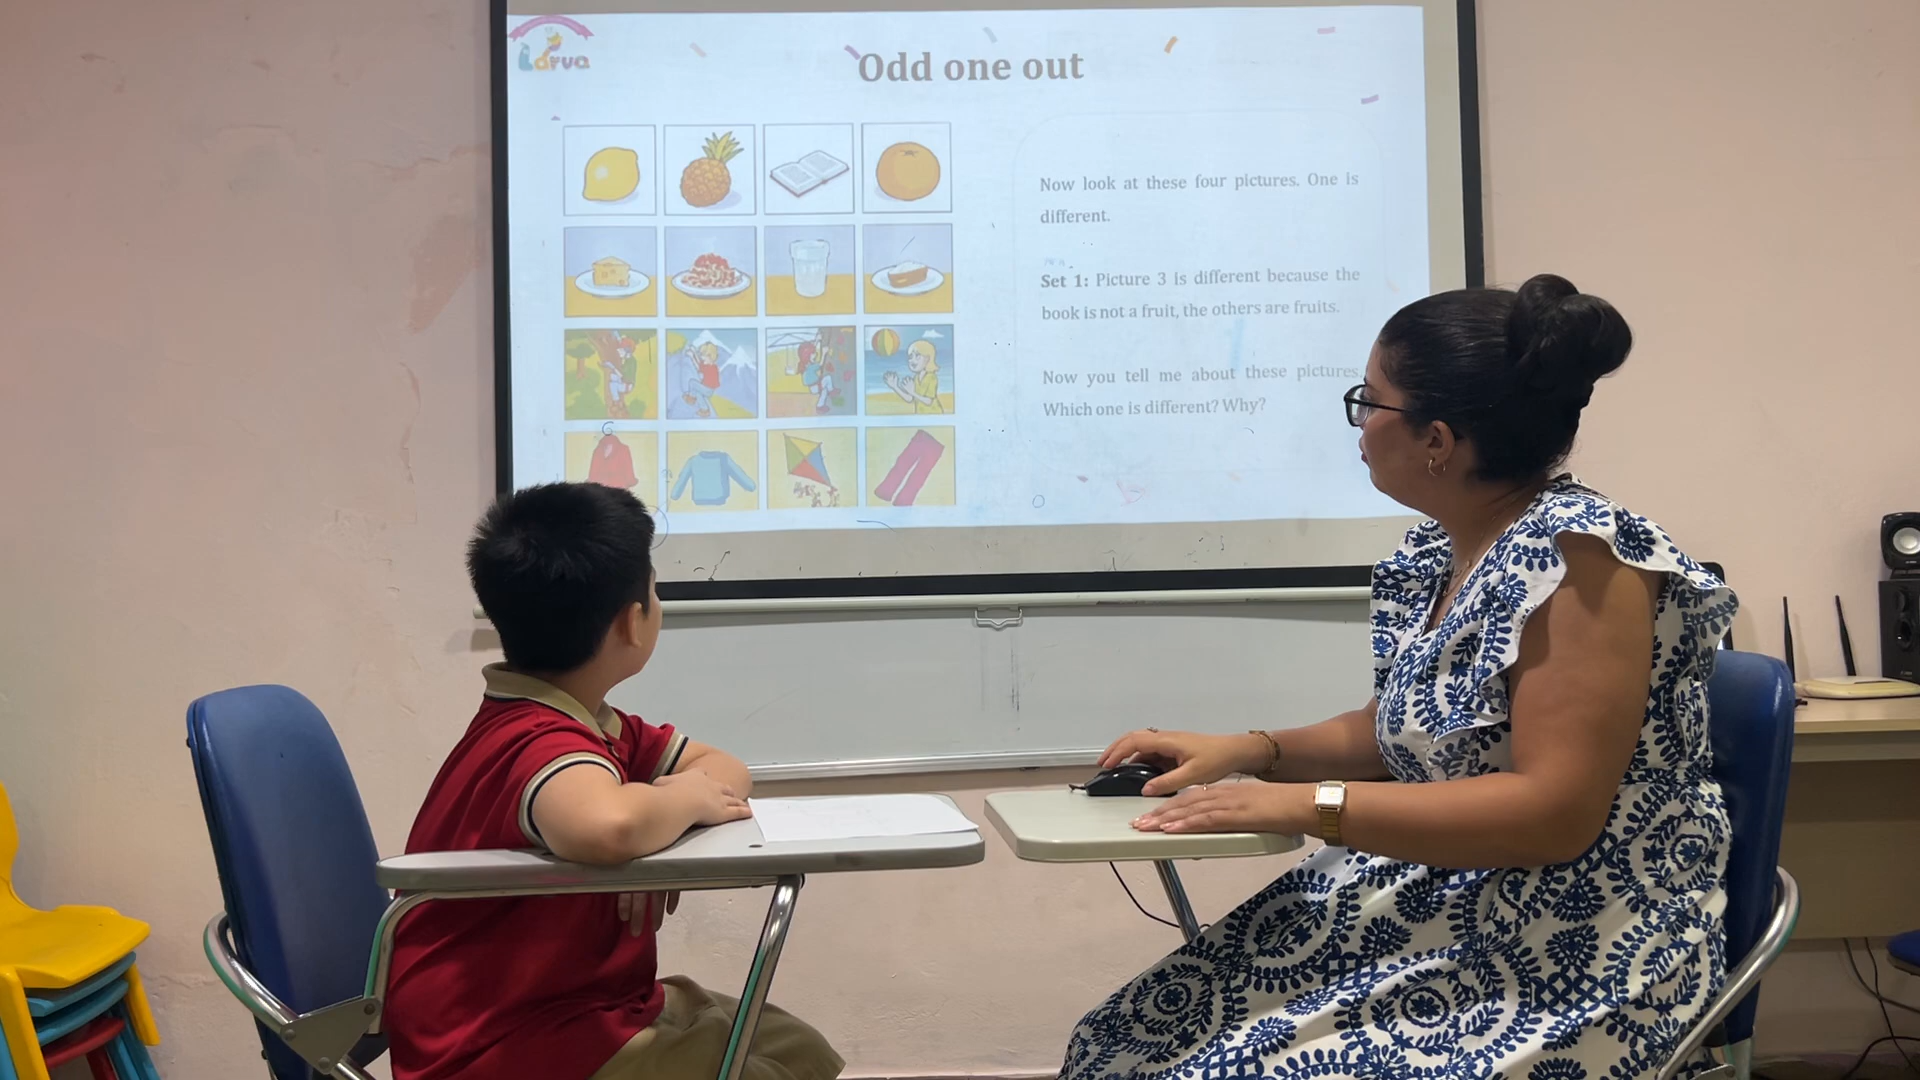 Larva
Odd one out
Now look at these four pictures. One is
different.
Set 1: Picture 3 is different because the
book is not a fruit, the others are fruits.
Now you tell me about these pictures.
Which one is different? Why?